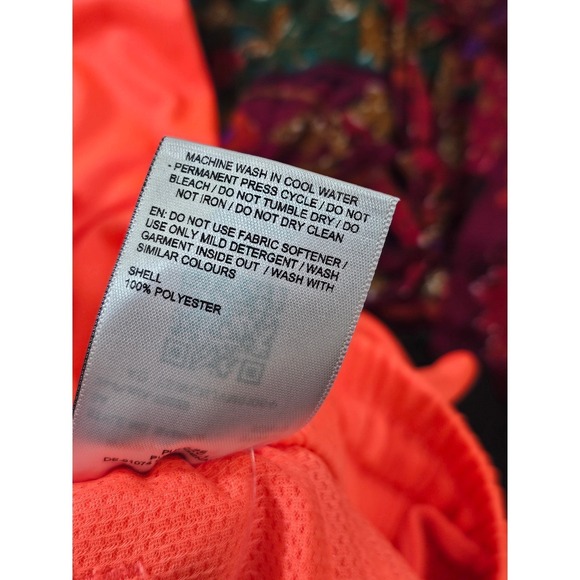 MACHINE WASH IN COOL WATER
- PERMANENT PRESS CYCLE / DO NOT
BLEACH / DO NOT TUMBLE DRY / DO
NOT IRON / DO NOT DRY CLEAN
EN: DO NOT USE FABRIC SOFTENER /
USE ONLY MILD DETERGENT / WASH
GARMENT INSIDE OUT / WASH WITH
SIMILAR COLOURS
SHELL
100% POLYESTER